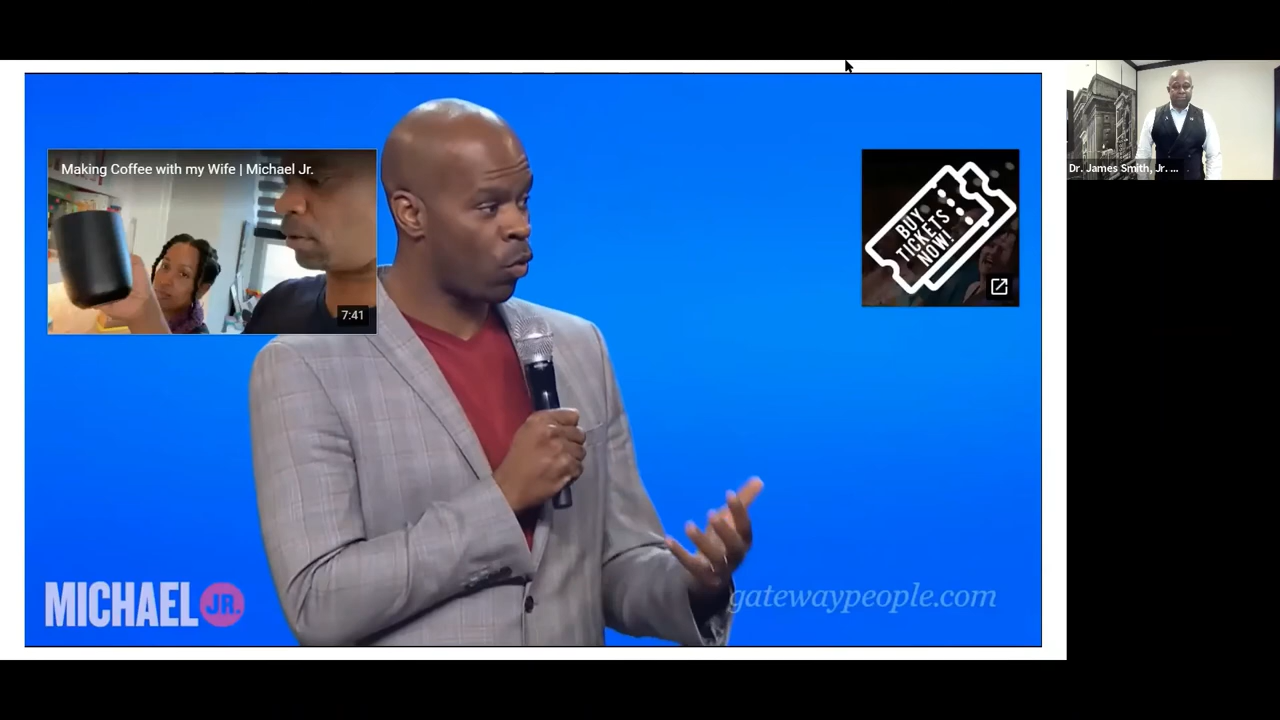 Making Coffee with my Wife | Michael Jr.
7:41
BUY
TICKETS
NOW!
Dr. James Smith, Jr. ...
MICHAEL JR.
gatewaypeople.com